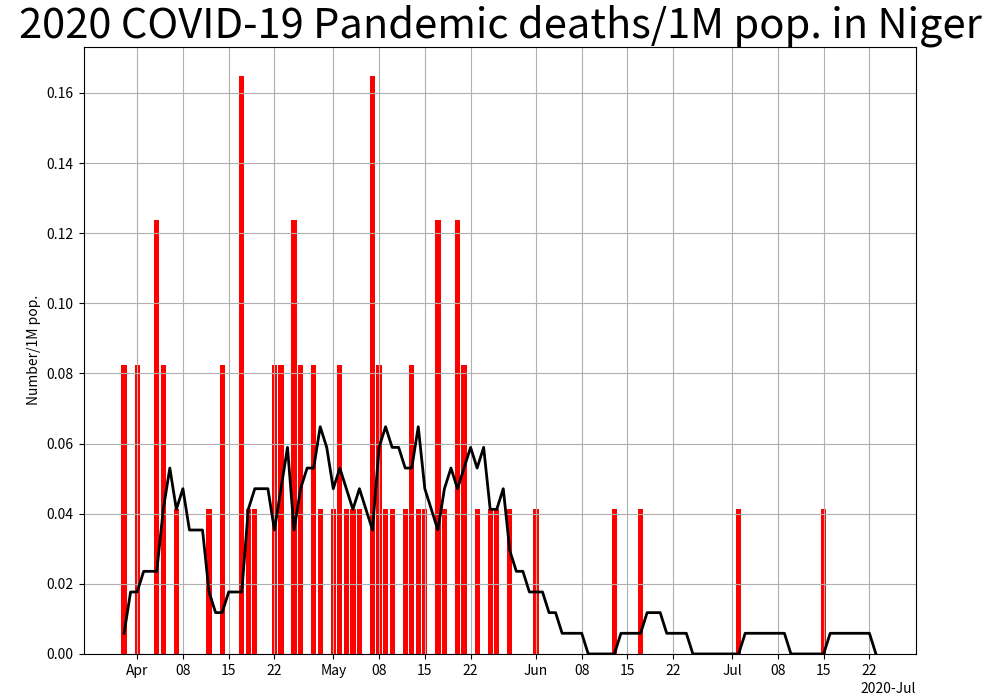 2020 COVID-19 Pandemic deaths/1M pop. in Niger
0.16
0.14
0.12
0.10
0.08
0.06
0.04
0.02
0.00
Number/1M pop.
Apr 08 15 22 May 08 15 22 Jun 08 15 22 Jul 08 15 22
2020-Jul